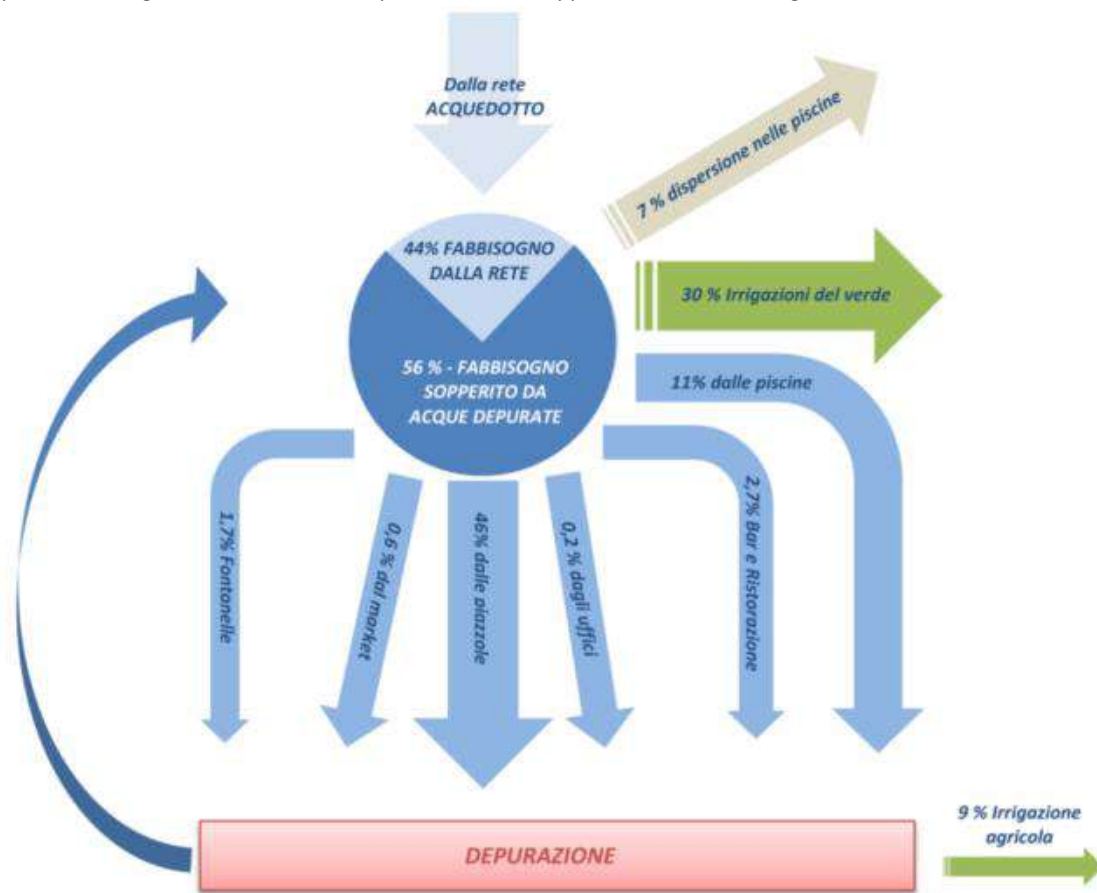 Dalla rete
ACQUEDOTTO
7 % dispersione nelle piscine
44% FABBISOGNO
DALLA RETE
30 % Irrigazioni del verde
56 % - FABBISOGNO
SOPPERITO DA
ACQUE DEPURATE
11% dalle piscine
1,7% Fontonelle
0,6 % dal market
46% dalle piazzole
0,2 % dagli uffici
2,7% Bar e Ristorazione
9 % Irrigazione
agricola
DEPURAZIONE